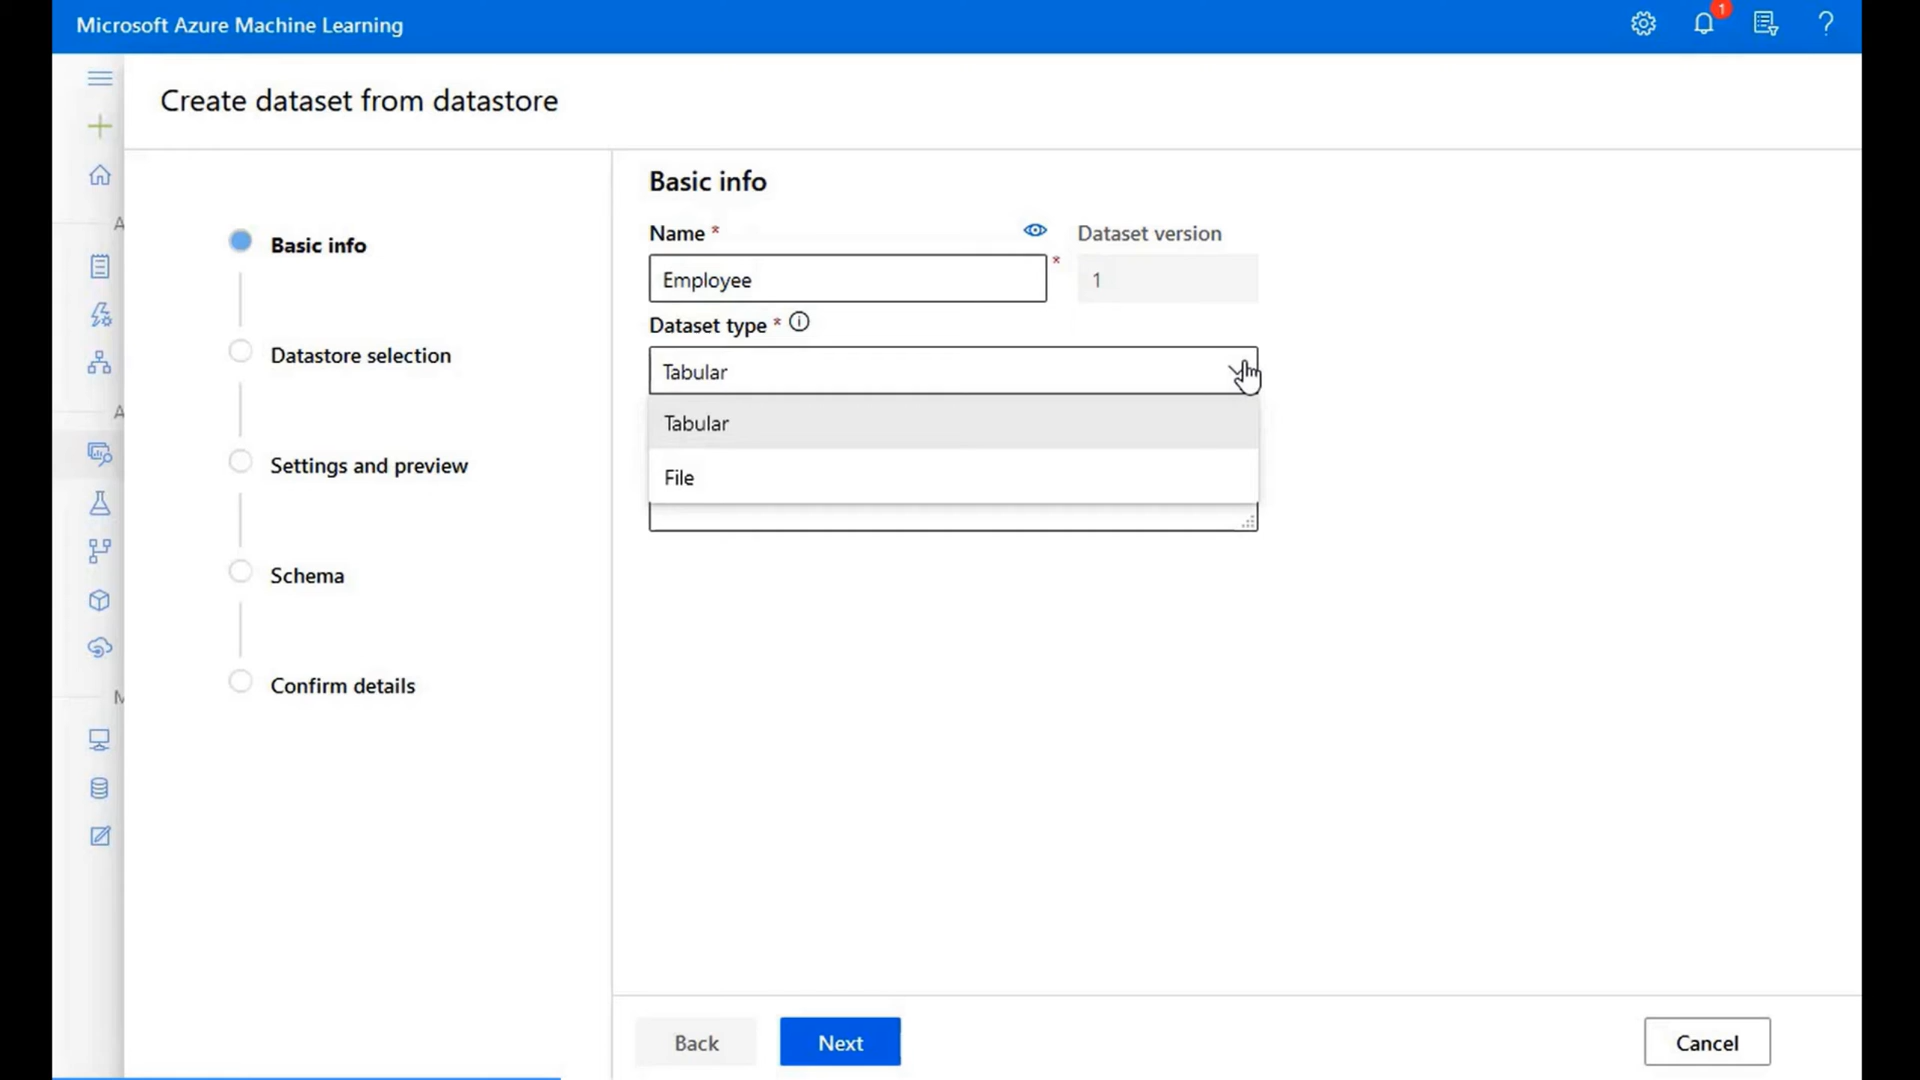 Microsoft Azure Machine Learning
1
Create dataset from datastore
A
A
M
Basic info
Datastore selection
Settings and preview
Schema
Confirm details
Basic info
Name *
Dataset version
Employee
*
1
Dataset type *
Tabular
Tabular
File
Back
Next
Cancel